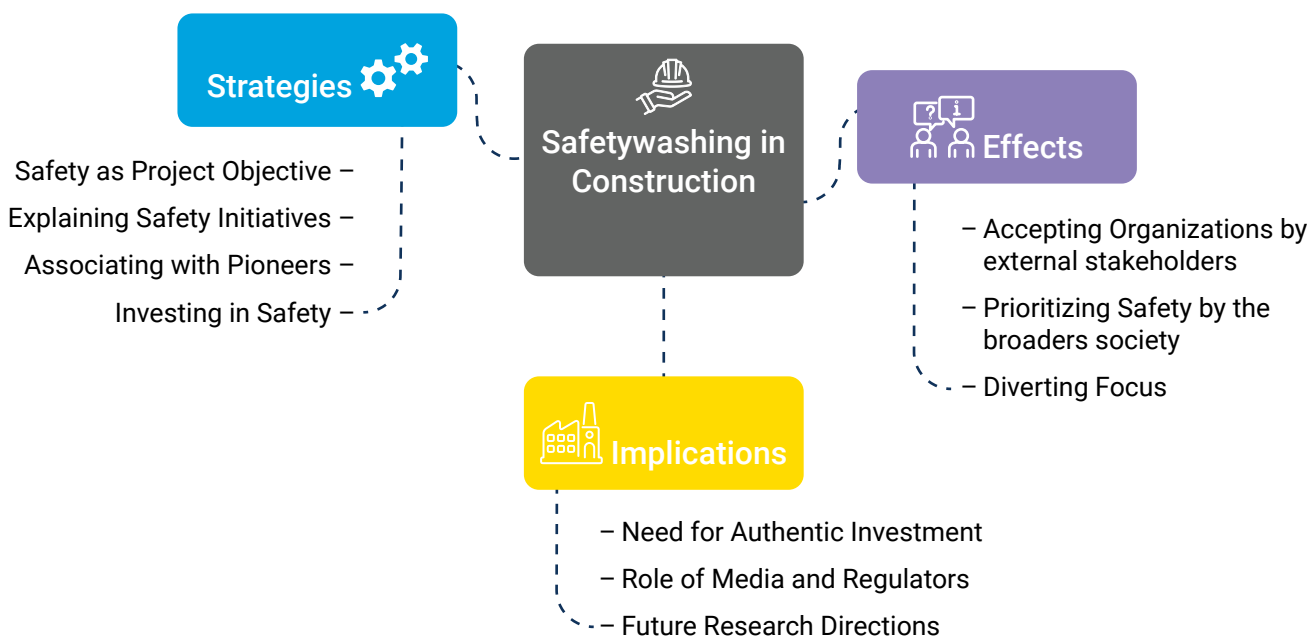 Strategies
– Safety as Project Objective –
Explaining Safety Initiatives –
Associating with Pioneers –
Investing in Safety –
Safetywashing in
Construction
? i
Effects
– Accepting Organizations by
external stakeholders
– Prioritizing Safety by the
broaders society
– Diverting Focus
Implications
– Need for Authentic Investment
– Role of Media and Regulators
– Future Research Directions